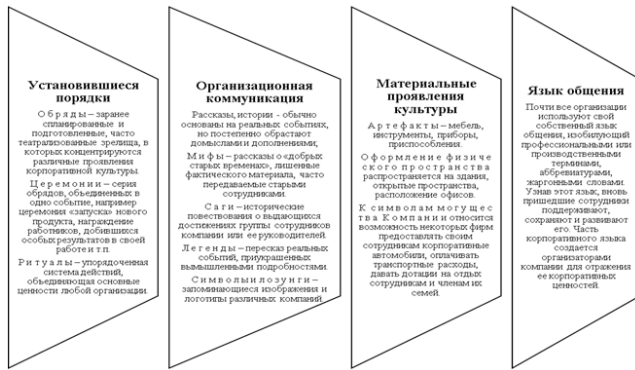 Установившиеся
порядки
Обряды – заранее
спланированные и
подготовленные, часто
театрализованные зрелища, в
которых концентрируются
различные проявления
корпоративной культуры.
Церемонии – серия
обрядов, объединенных в
одно событие, например
церемония «запуска» нового
продукта, награждение
работников, добившихся
особых результатов в своей
работе и т.п.
Ритуалы – упорядоченная
система действий,
объединяющая основные
ценности любой организации.
Организационная
коммуникация
Рассказы, истории - обычно
основаны на реальных событиях,
но постепенно обрастают
домыслами и дополнениями;
Мифы – рассказы о «добрых
старых временах», лишенные
фактического материала, часто
передаваемые старыми
сотрудниками.
Саги – исторические
повествования о выдающихся
достижениях группы сотрудников
компании или ее руководителей.
Легенды – пересказ реальных
событий, приукрашенных
вымышленными подробностями.
Символы и лозунги –
запоминающиеся изображения и
логотипы различных компаний.
Материальные
проявления
культуры
Артефакты – мебель,
инструменты, приборы,
приспособления.
Оформление физиче
ского пространства
распространяется на здания,
открытые пространства,
расположение офисов.
К символам могущес
тва Компании относится
возможность некоторых фирм
предоставлять своим
сотрудникам корпоративные
автомобили, оплачивать
транспортные расходы,
давать дотации на отдых
сотрудникам и членам их
семей.
Язык общения
Почти все организации
используют свой
собственный язык
общения, изобилующий
профессиональными или
производственными
терминами,
аббревиатурами,
жаргонными словами.
Узнав этот язык, вновь
пришедшие сотрудники
поддерживают,
сохраняют и развивают
его. Часть
корпоративного языка
создается
организаторами
компании для отражения
ее корпоративных
ценностей.